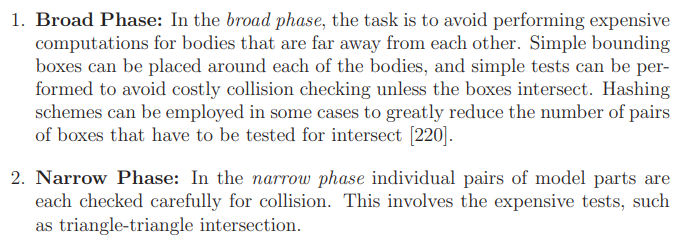 1. Broad Phase: In the broad phase, the task is to avoid performing expensive
computations for bodies that are far away from each other. Simple bounding
boxes can be placed around each of the bodies, and simple tests can be per-
formed to avoid costly collision checking unless the boxes intersect. Hashing
schemes can be employed in some cases to greatly reduce the number of pairs
of boxes that have to be tested for intersect [220].
2. Narrow Phase: In the narrow phase individual pairs of model parts are
each checked carefully for collision. This involves the expensive tests, such
as triangle-triangle intersection.